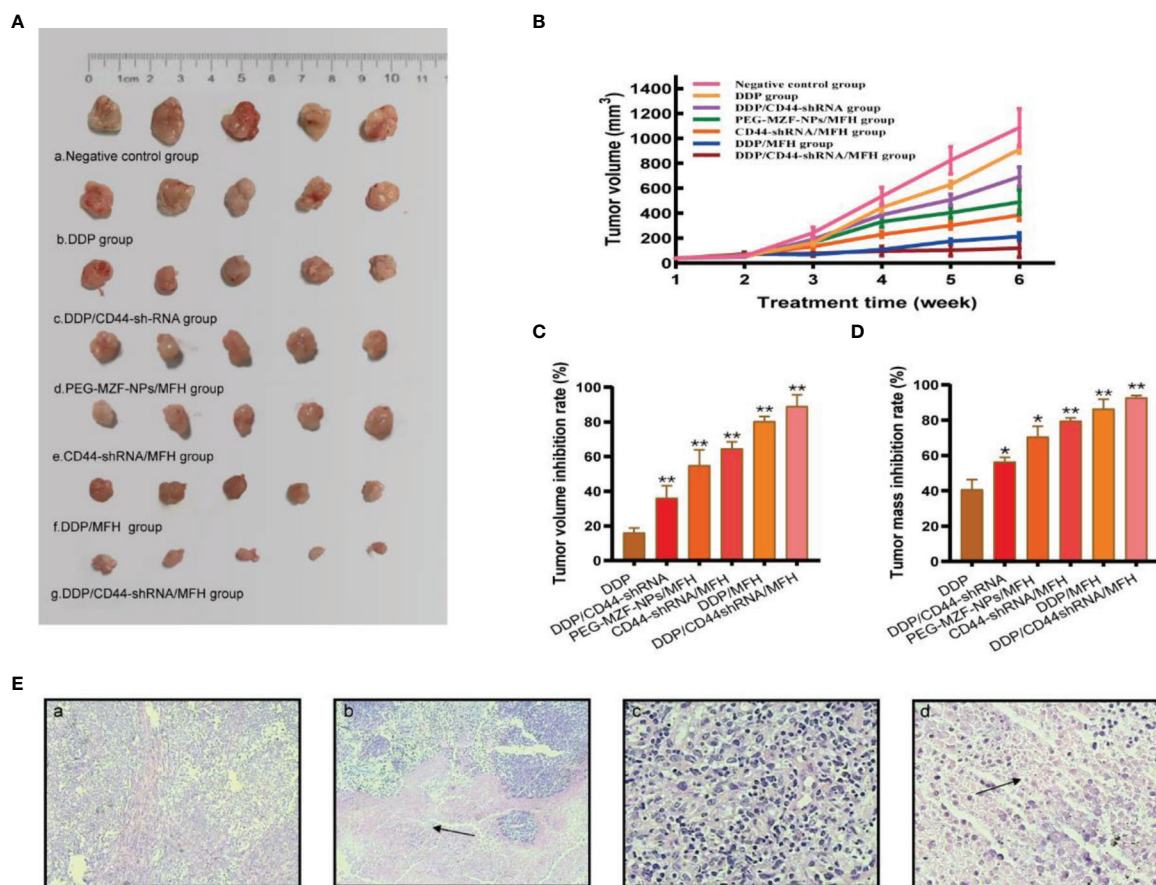 A
0 1cm 2 3 4 5 6 7 8 9 10 11
a.Negative control group
b.DDP group
c.DDP/CD44-sh-RNA group
d.PEG-MZF-NPs/MFH group
e.CD44-shRNA/MFH group
f.DDP/MFH group
g.DDP/CD44-shRNA/MFH group
B
Tumor volume (mm³)
1400
1200
1000
800
600
400
200
Negative control group
DDP group
DDP/CD44-shRNA group
PEG-MZF-NPs/MFH group
CD44-shRNA/MFH group
DDP/MFH group
DDP/CD44-shRNA/MFH group
1 2 3 4 5 6
Treatment time (week)
C
Tumor volume inhibition rate (%)
100
80
60
40
20
0
** ** ** ** **
DDP
DDP/CD44-shRNA
PEG-MZF-NPs/MFH
CD44-shRNA/MFH
DDP/MFH
DDP/CD44shRNA/MFH
D
Tumor mass inhibition rate (%)
100
80
60
40
20
0
* * ** ** **
DDP
DDP/CD44-shRNA
PEG-MZF-NPs/MFH
CD44-shRNA/MFH
DDP/MFH
DDP/CD44shRNA/MFH
E
a
b
c
d